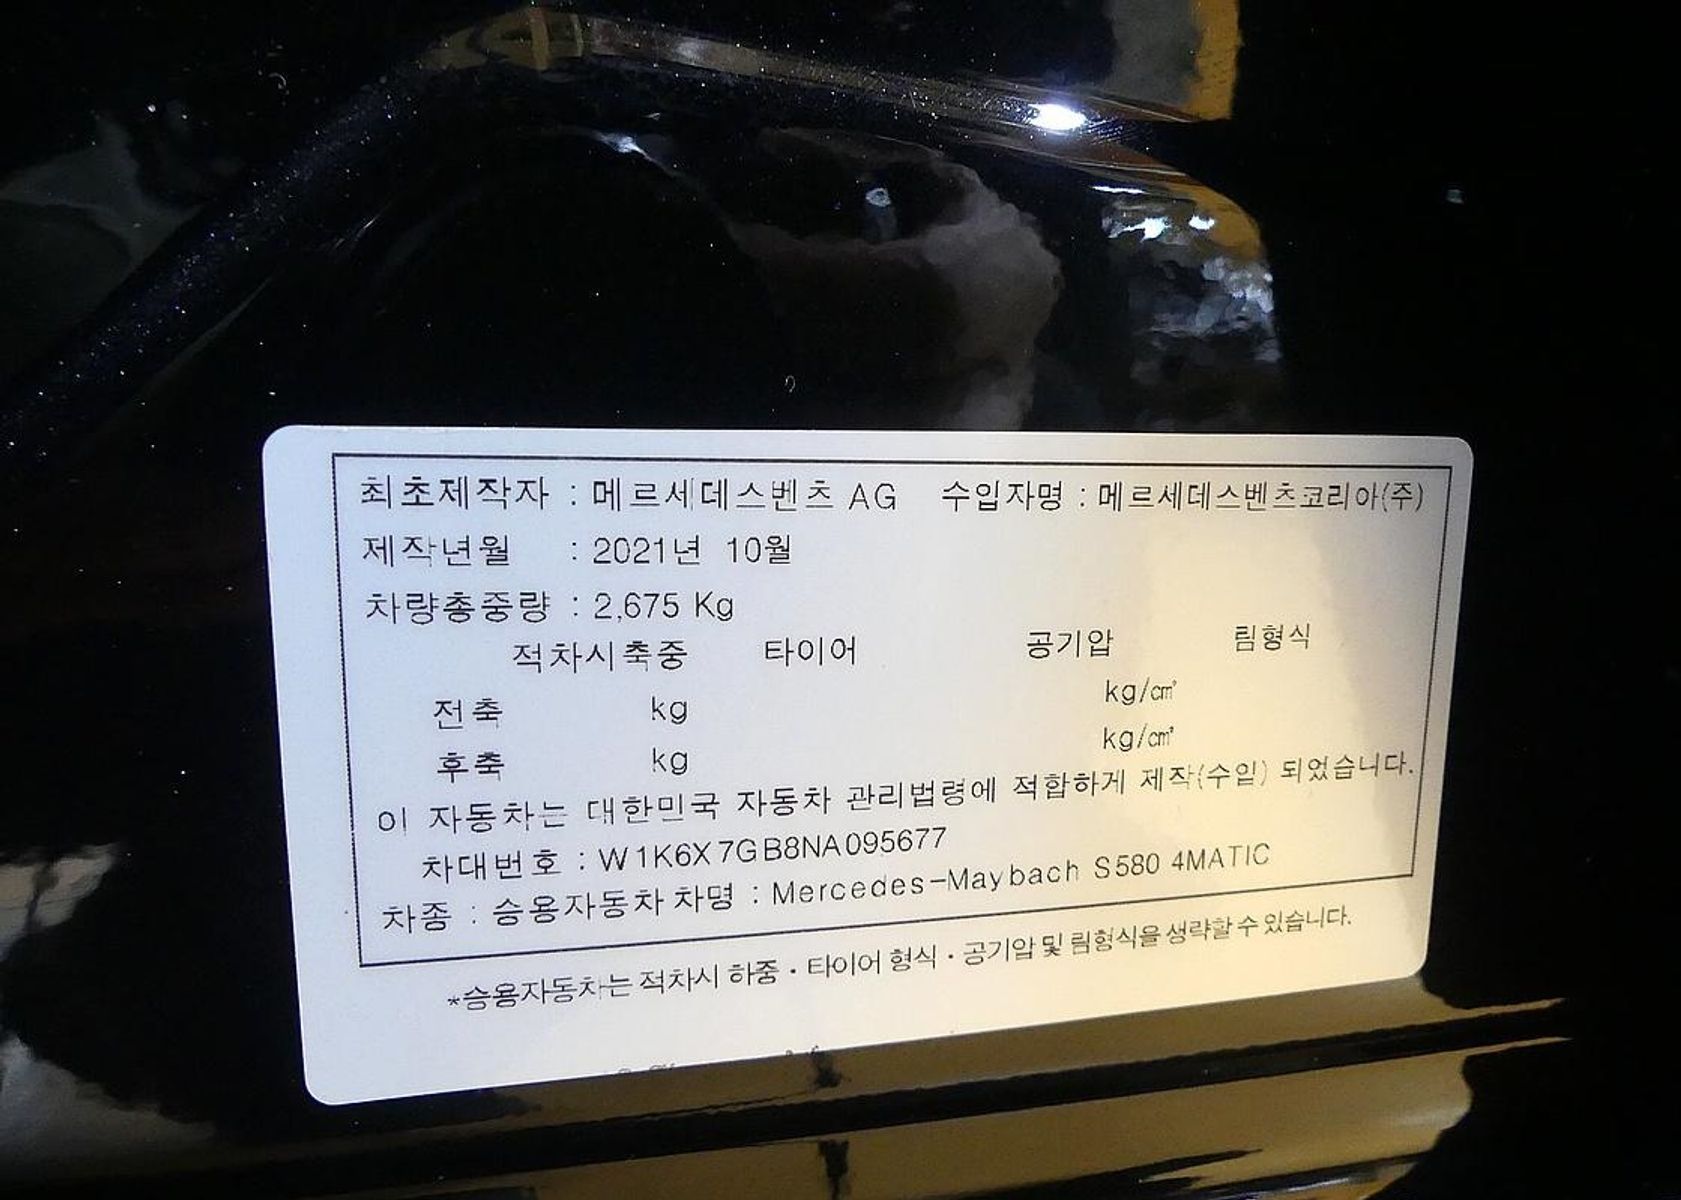 최초제작자 : 메르세데스벤츠 AG 수입자명 : 메르세데스벤츠코리아(주)
제작년월 : 2021년 10월
차량총중량 : 2,675 Kg
적차시축중 타이어 공기압 림형식
전축 kg kg/㎠
후축 kg kg/㎠
이 자동차는 대한민국 자동차 관리법령에 적합하게 제작(수입) 되었습니다.
차대번호 : W1K6X7GB8NA095677
차종 : 승용자동차 차명 : Mercedes-Maybach S580 4MATIC
*승용자동차는 적차시 하중·타이어 형식·공기압 및 림형식을 생략할 수 있습니다.